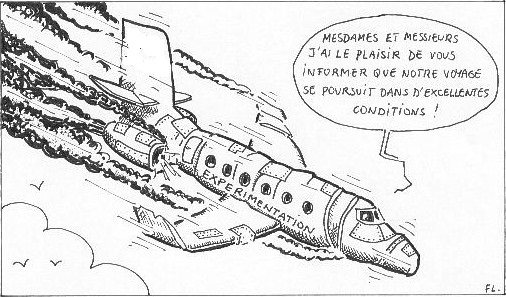 MESDAMES ET MESSIEURS
J'AI LE PLAISIR DE VOUS
INFORMER QUE NOTRE VOYAGE
SE POURSUIT DANS D'EXCELLENTES
CONDITIONS !
EXPERIMENTATION
FL.